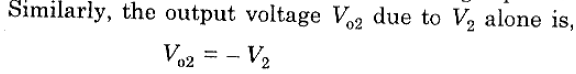 Similarly, the output voltage V_o2 due to V_2 alone is,
V_o2 = – V_2